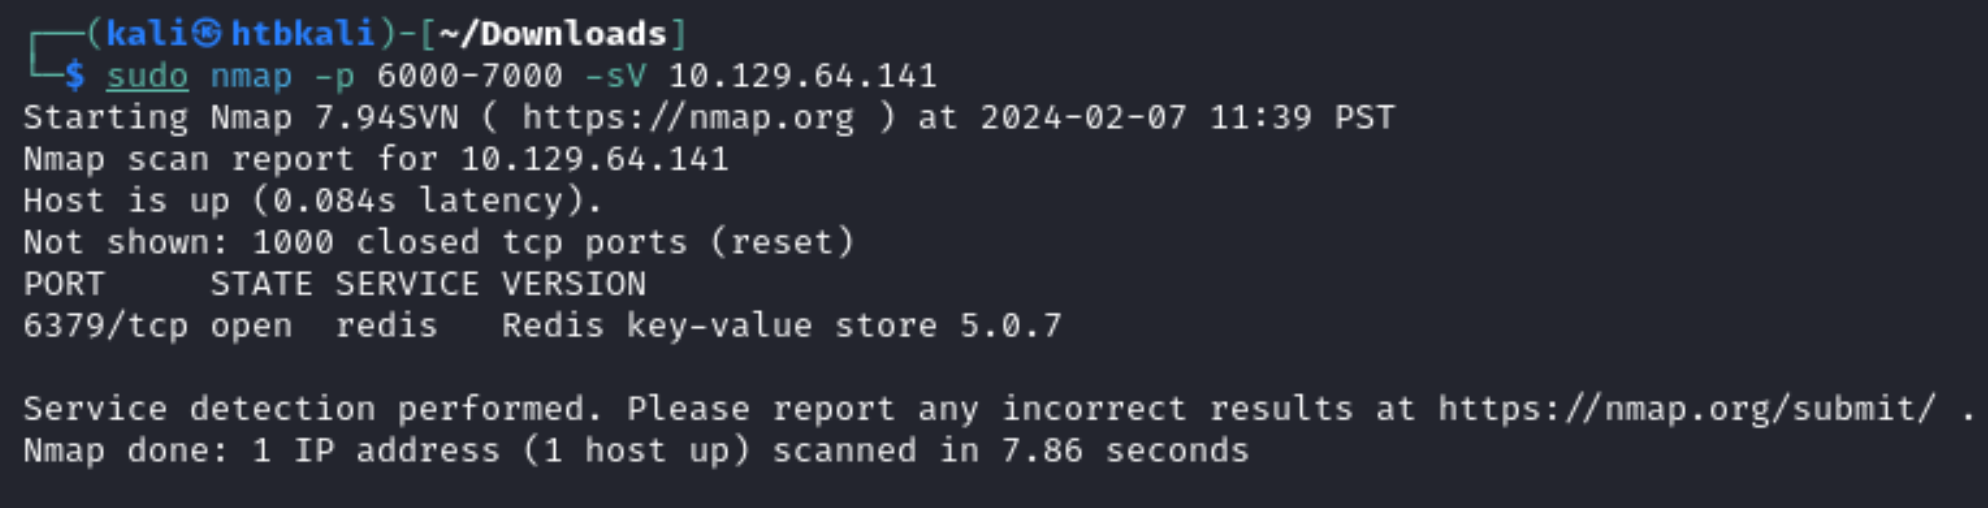 ┌──(kali㉿htbkali)-[~/Downloads]
└─$ sudo nmap -p 6000-7000 -sV 10.129.64.141
Starting Nmap 7.94SVN ( https://nmap.org ) at 2024-02-07 11:39 PST
Nmap scan report for 10.129.64.141
Host is up (0.084s latency).
Not shown: 1000 closed tcp ports (reset)
PORT     STATE SERVICE VERSION
6379/tcp open  redis   Redis key-value store 5.0.7
Service detection performed. Please report any incorrect results at https://nmap.org/submit/ .
Nmap done: 1 IP address (1 host up) scanned in 7.86 seconds